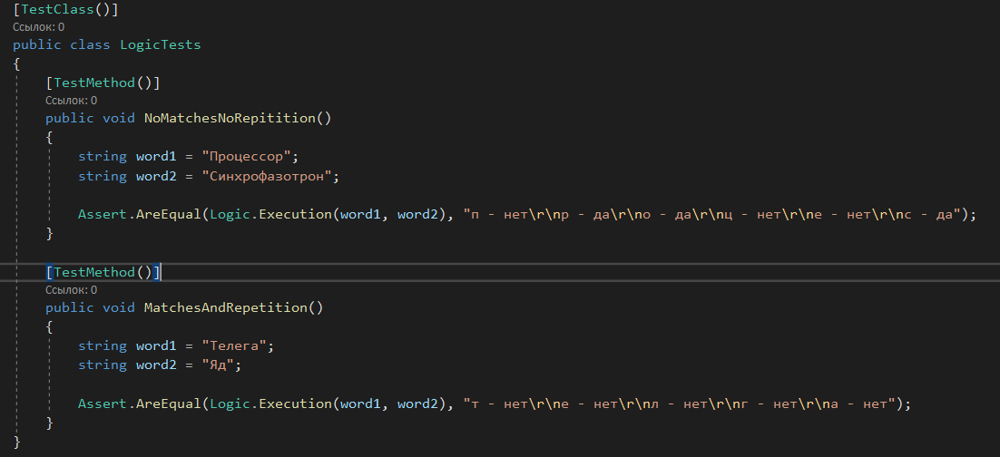 [TestClass()]
Ссылок: 0
public class LogicTests
{
[TestMethod()]
Ссылок: 0
public void NoMatchesNoRepitition()
{
string word1 = "Процессор";
string word2 = "Синхрофазотрон";
Assert.AreEqual(Logic.Execution(word1, word2), "п - нет\r\nр - да\r\nо - да\r\nц - нет\r\nе - нет\r\nс - да");
}
[TestMethod()]
Ссылок: 0
public void MatchesAndRepetition()
{
string word1 = "Телега";
string word2 = "Яд";
Assert.AreEqual(Logic.Execution(word1, word2), "т - нет\r\nе - нет\r\nл - нет\r\nг - нет\r\nа - нет");
}
}